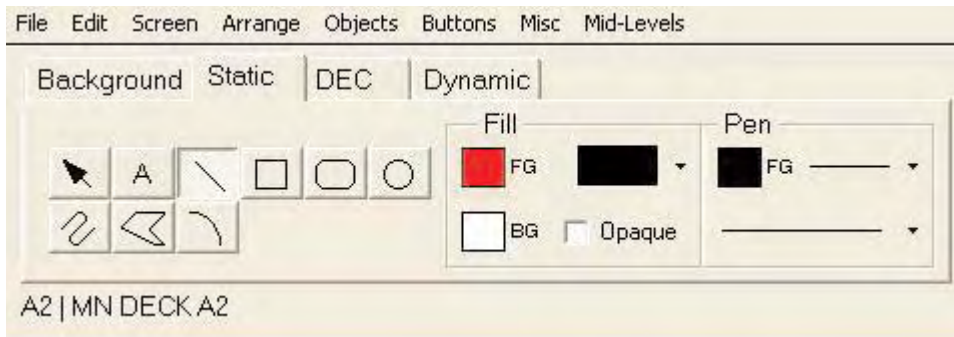 File Edit Screen Arrange Objects Buttons Misc Mid-Levels
Background Static DEC Dynamic
Fill Pen
A FG FG
BG Opaque
A2 | MN DECK A2